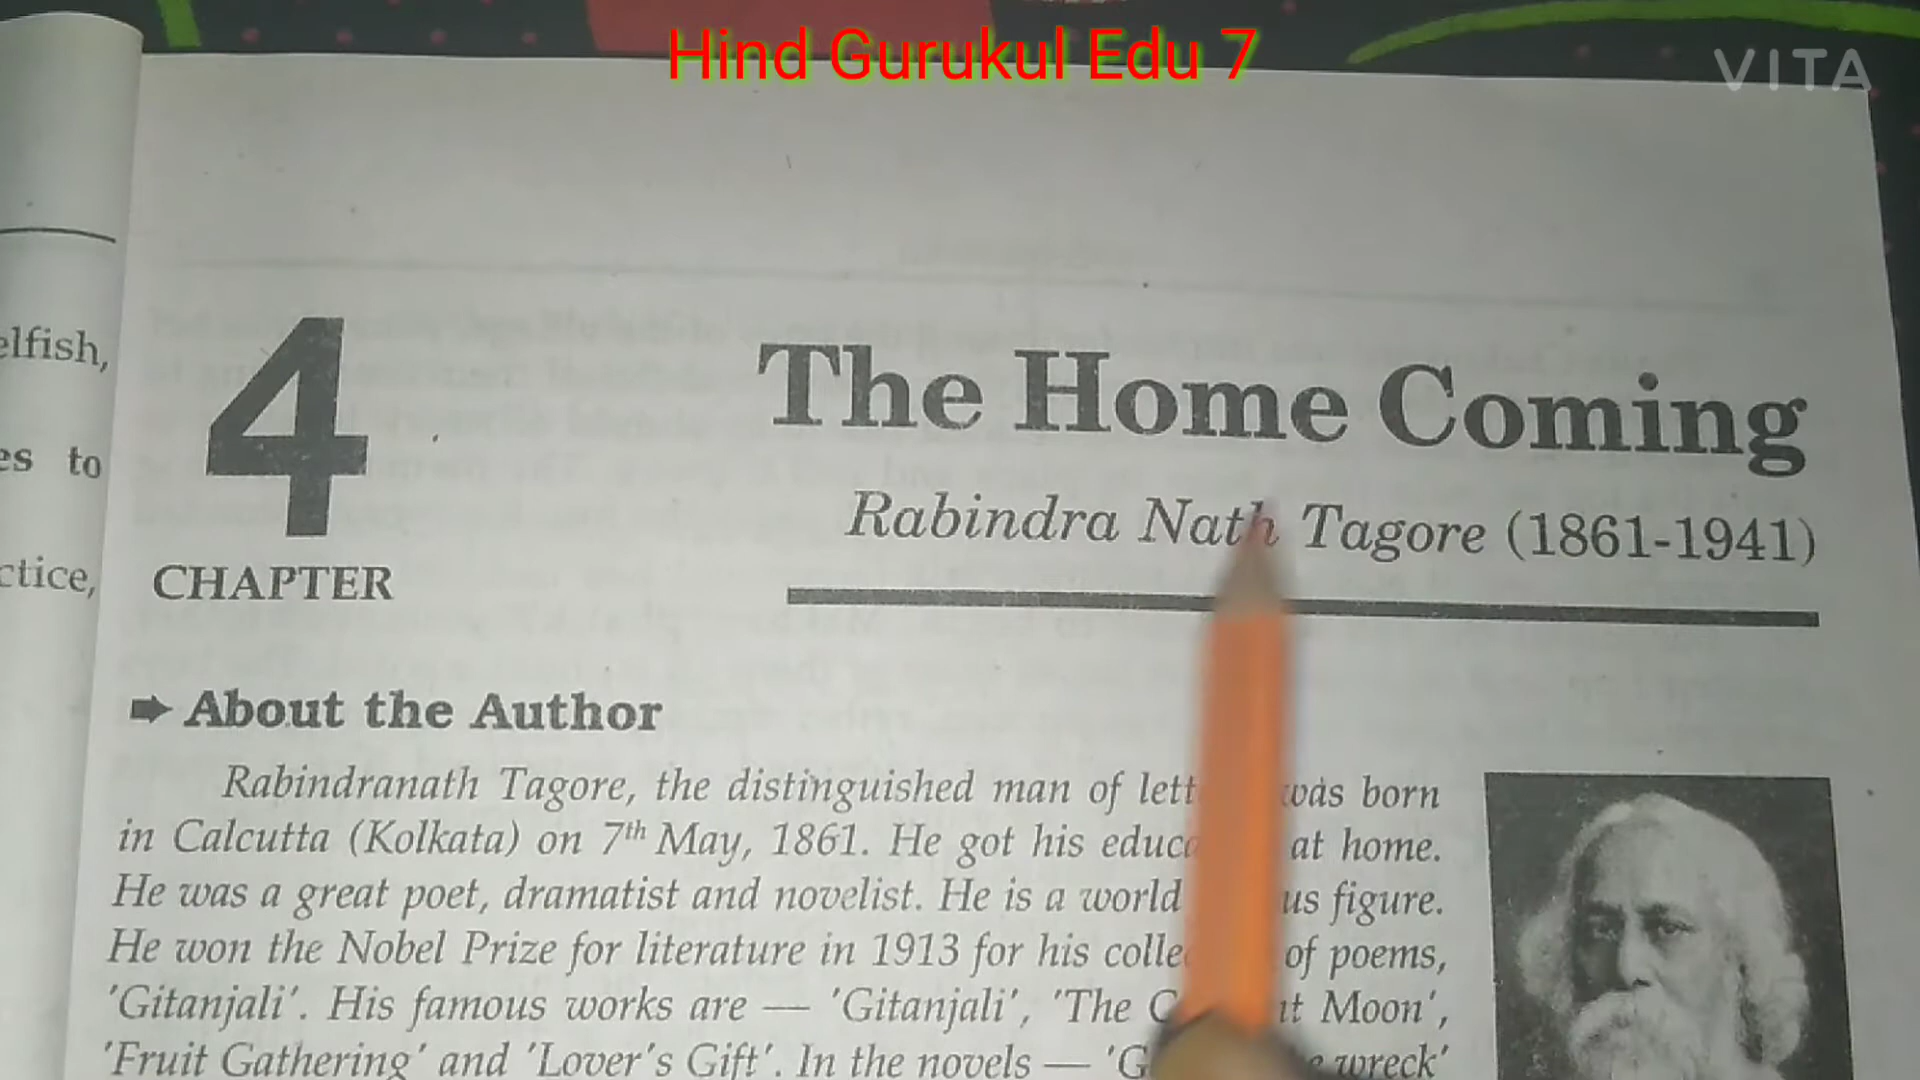 Hind Gurukul Edu 7
VITA
elfish,
es to
ctice,
4
CHAPTER
The Home Coming
Rabindra Nath Tagore (1861-1941)
➡ About the Author
Rabindranath Tagore, the distinguished man of lett was born
in Calcutta (Kolkata) on 7th May, 1861. He got his educ at home.
He was a great poet, dramatist and novelist. He is a world us figure.
He won the Nobel Prize for literature in 1913 for his colle of poems,
'Gitanjali'. His famous works are — 'Gitanjali', 'The C t Moon',
'Fruit Gathering' and 'Lover's Gift'. In the novels — 'G e wreck'